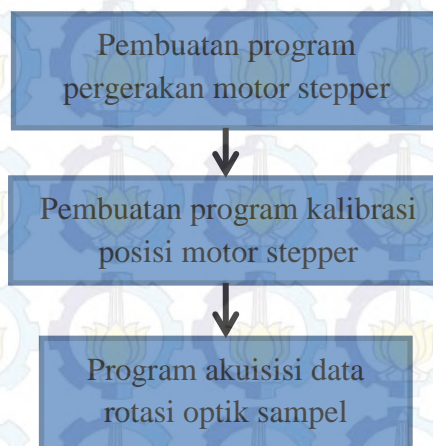 Pembuatan program
pergerakan motor stepper
Pembuatan program kalibrasi
posisi motor stepper
Program akuisisi data
rotasi optik sampel